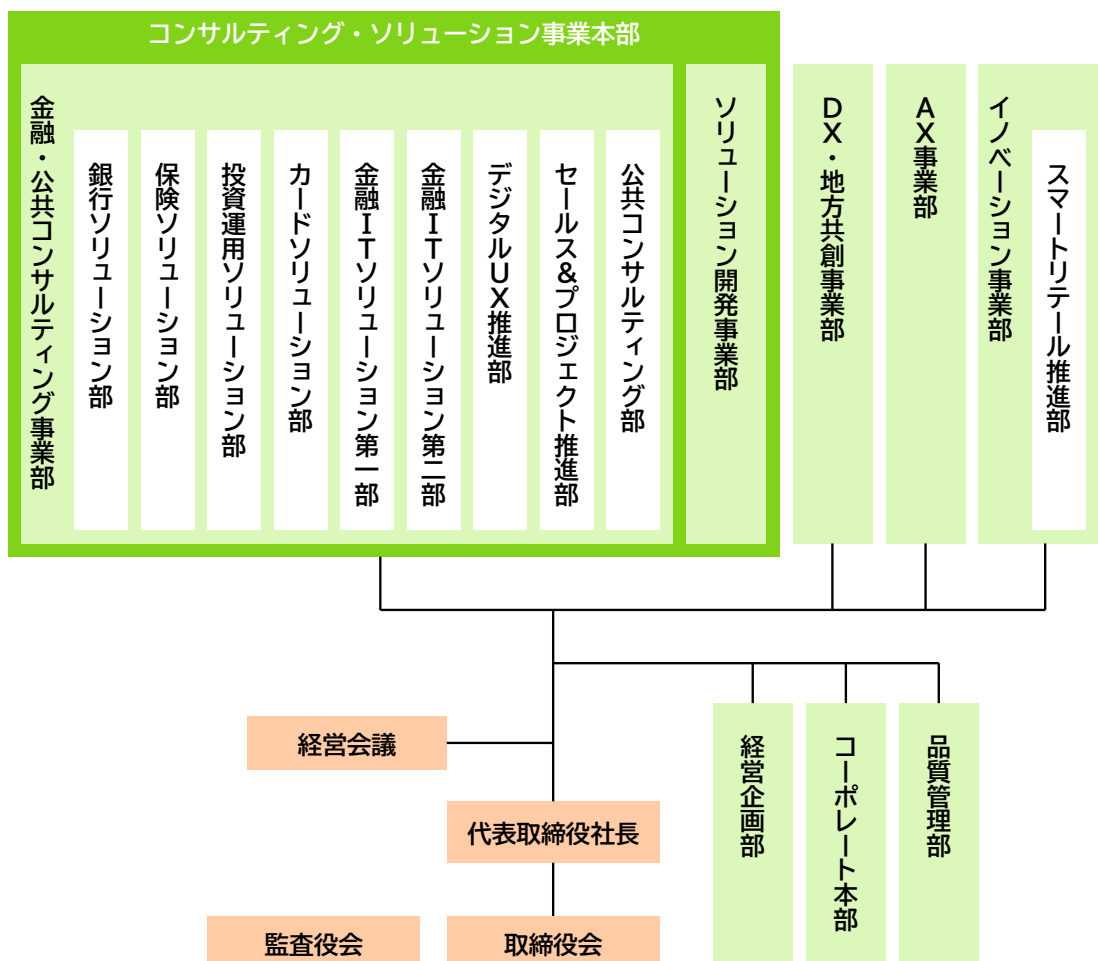 コンサルティング・ソリューション事業本部
金融・公共コンサルティング事業部
銀行ソリューション部
保険ソリューション部
投資運用ソリューション部
カードソリューション部
金融ITソリューション第一部
金融ITソリューション第二部
デジタルUX推進部
セールス&プロジェクト推進部
公共コンサルティング部
ソリューション開発事業部
DX・地方共創事業部
AX事業部
イノベーション事業部
スマートリテール推進部
経営会議
代表取締役社長
監査役会
取締役会
経営企画部
コーポレート本部
品質管理部